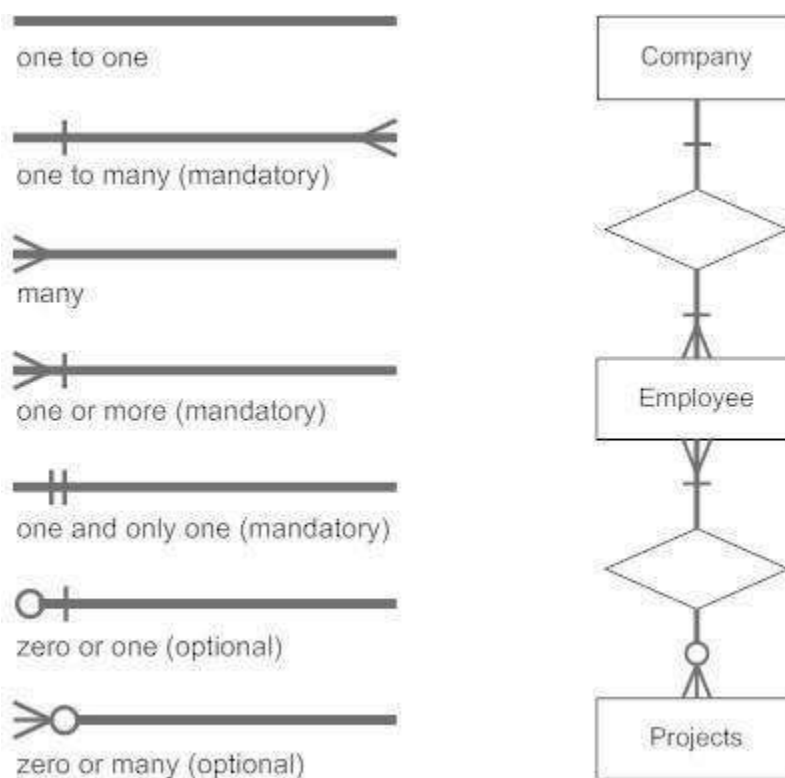 one to one
one to many (mandatory)
many
one or more (mandatory)
one and only one (mandatory)
zero or one (optional)
zero or many (optional)
Company
Employee
Projects